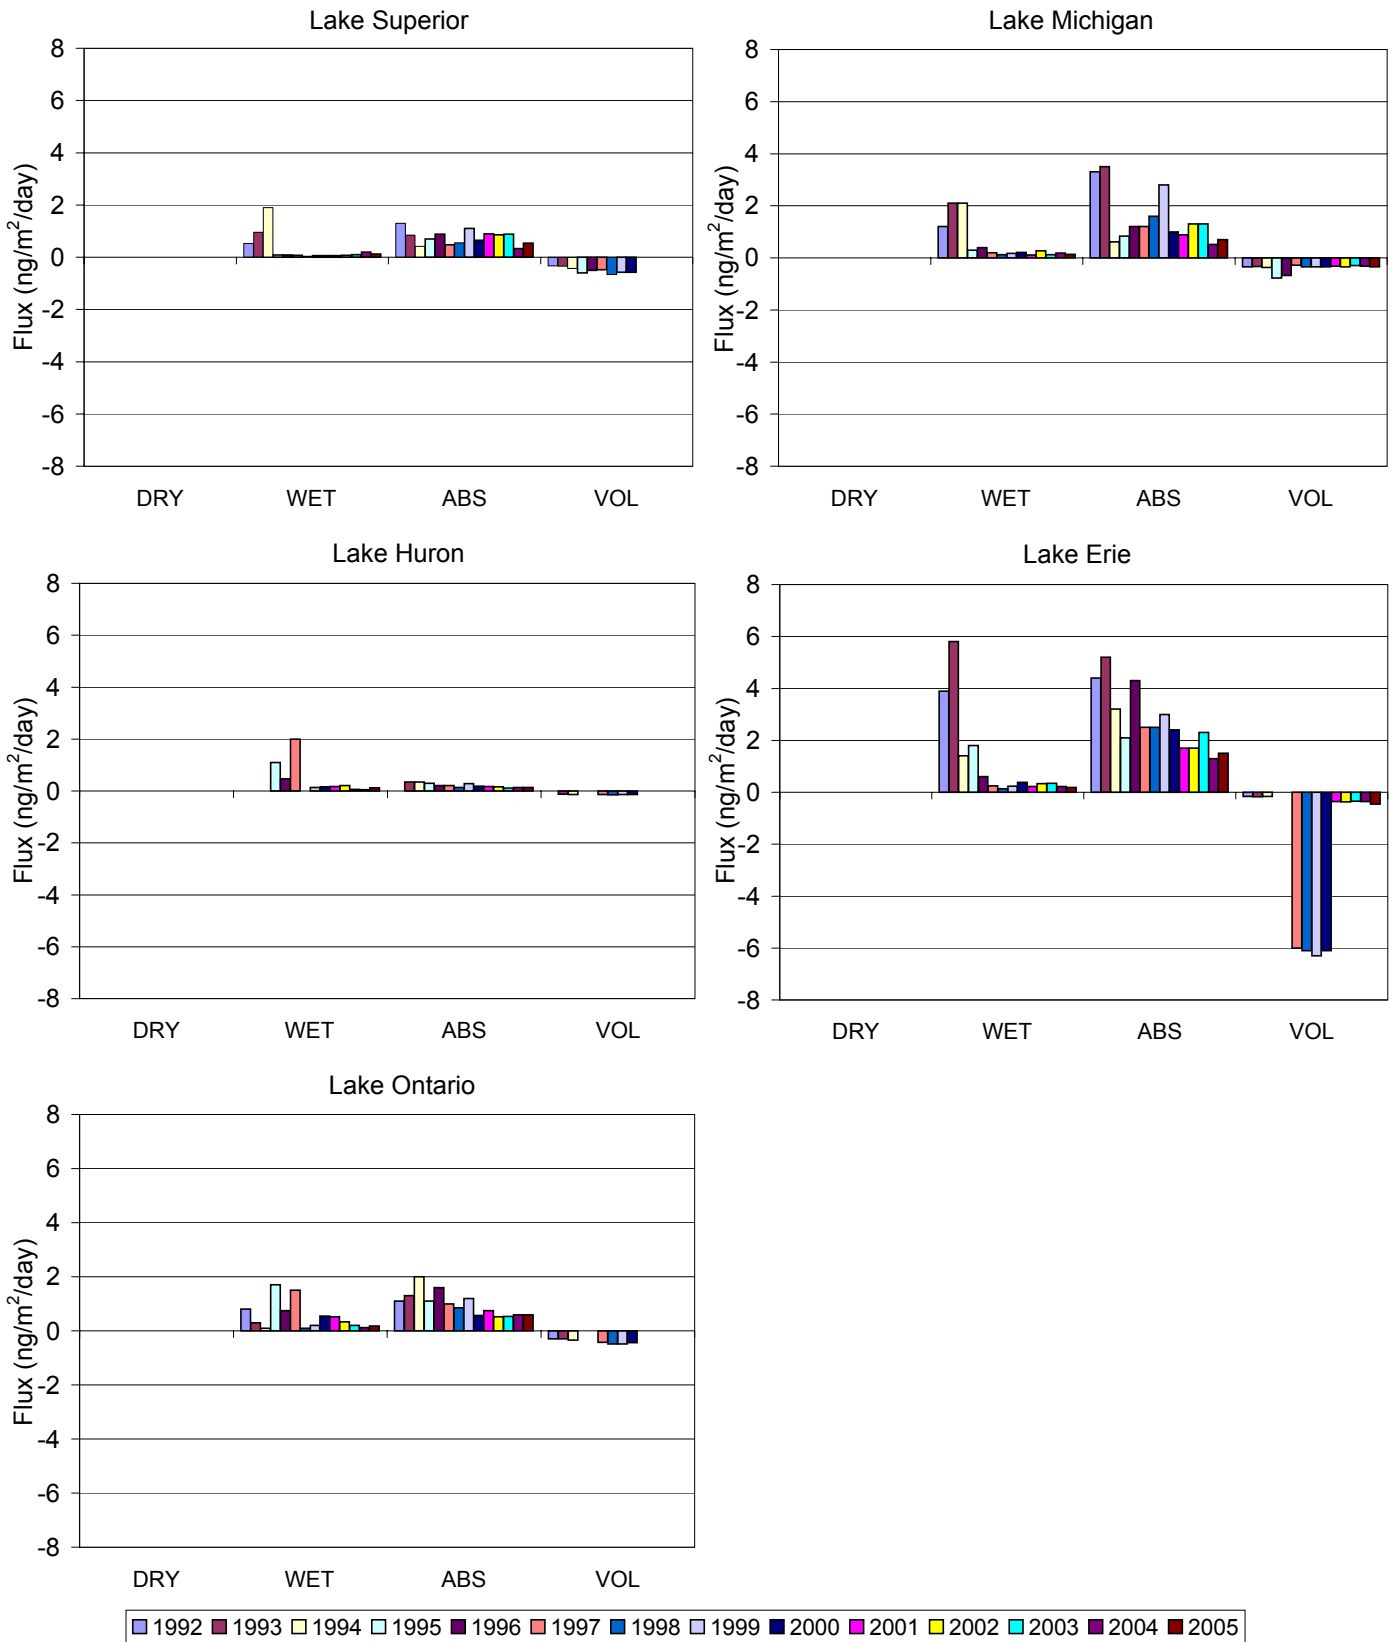 Lake Superior
8
6
4
2
0
-2
-4
-6
-8
Flux (ng/m²/day)
DRY WET ABS VOL
Lake Michigan
8
6
4
2
0
-2
-4
-6
-8
Flux (ng/m²/day)
DRY WET ABS VOL
Lake Huron
8
6
4
2
0
-2
-4
-6
-8
Flux (ng/m²/day)
DRY WET ABS VOL
Lake Erie
8
6
4
2
0
-2
-4
-6
-8
Flux (ng/m²/day)
DRY WET ABS VOL
Lake Ontario
8
6
4
2
0
-2
-4
-6
-8
Flux (ng/m²/day)
DRY WET ABS VOL
1992 1993 1994 1995 1996 1997 1998 1999 2000 2001 2002 2003 2004 2005